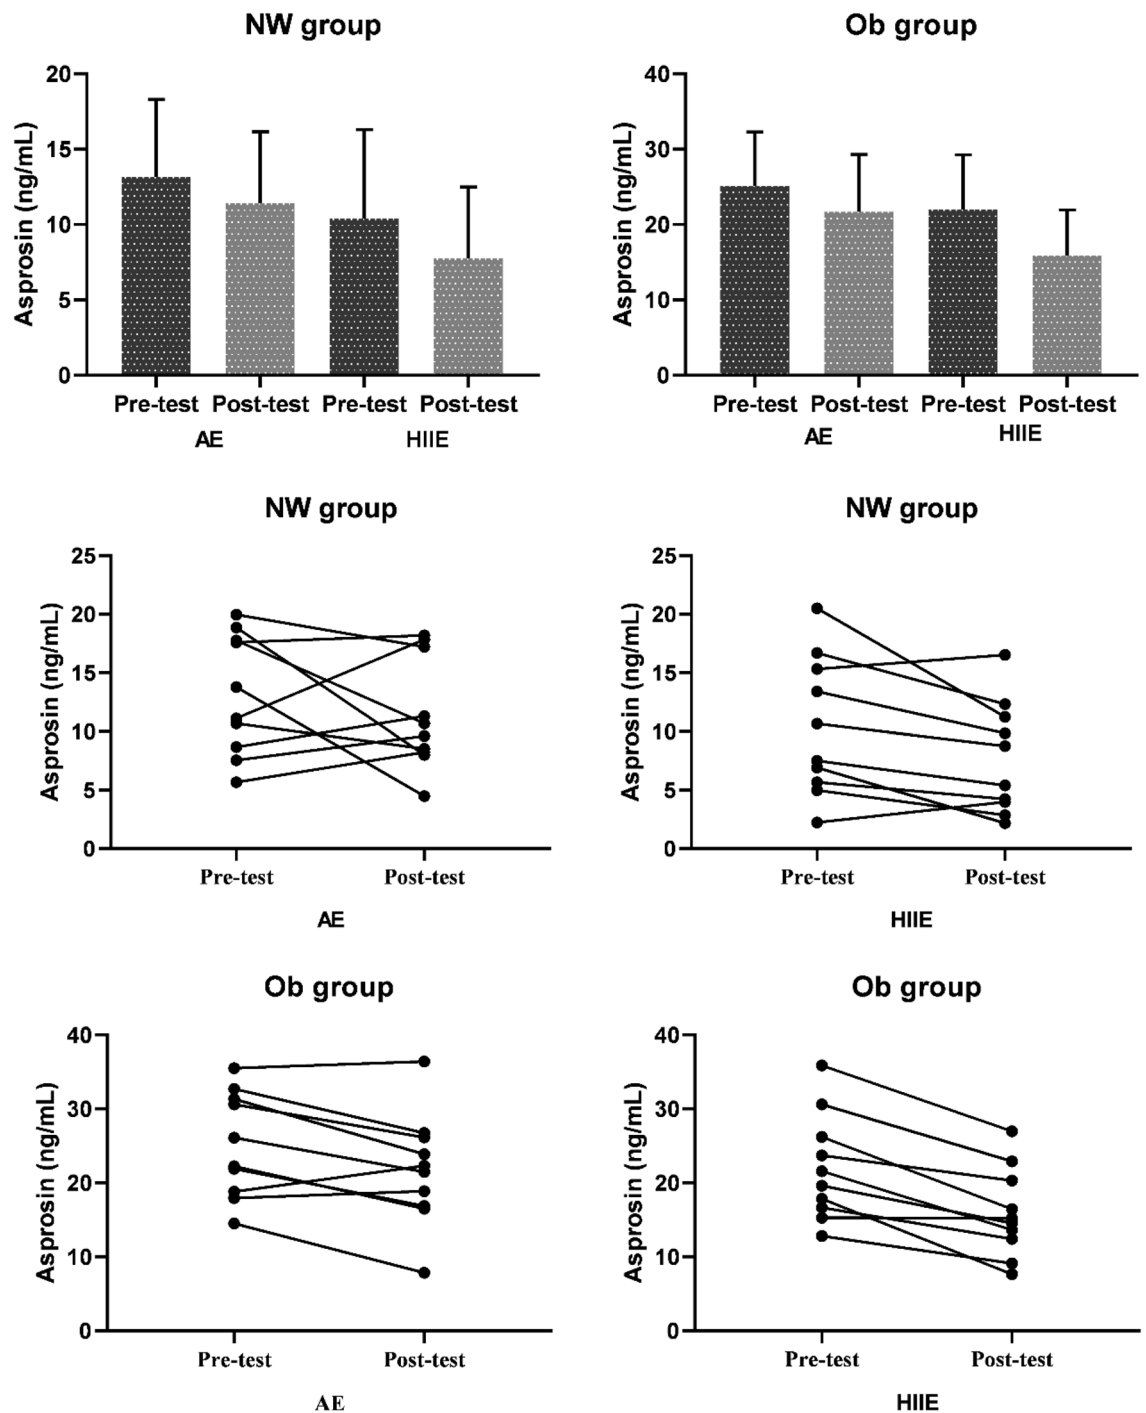 NW group
Asprosin (ng/mL)
20
15
10
5
0
Pre-test Post-test Pre-test Post-test
AE HIIE
Ob group
Asprosin (ng/mL)
40
30
20
10
0
Pre-test Post-test Pre-test Post-test
AE HIIE
NW group
Asprosin (ng/mL)
25
20
15
10
5
0
Pre-test Post-test
AE
NW group
Asprosin (ng/mL)
25
20
15
10
5
0
Pre-test Post-test
HIIE
Ob group
Asprosin (ng/mL)
40
30
20
10
0
Pre-test Post-test
AE
Ob group
Asprosin (ng/mL)
40
30
20
10
0
Pre-test Post-test
HIIE